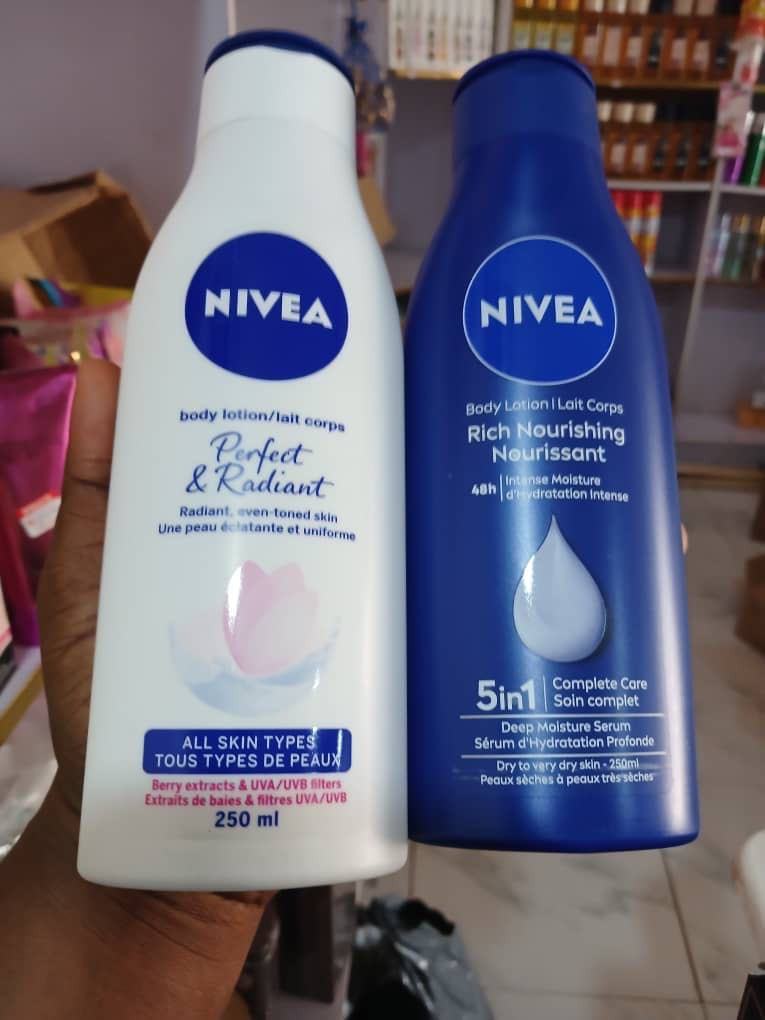 NIVEA
body lotion/lait corps
Perfect
& Radiant
Radiant, even-toned skin
Une peau éclatante et uniforme
ALL SKIN TYPES
TOUS TYPES DE PEAUX
Berry extracts & UVA/UVB filters
Extraits de baies & filtres UVA/UVB
250 ml
NIVEA
Body Lotion | Lait Corps
Rich Nourishing
Nourissant
48h | Intense Moisture
d'Hydratation Intense
5in1 | Complete Care
Soin complet
Deep Moisture Serum
Sérum d'Hydratation Profonde
Dry to very dry skin - 250ml
Peaux sèches à peaux très sèches